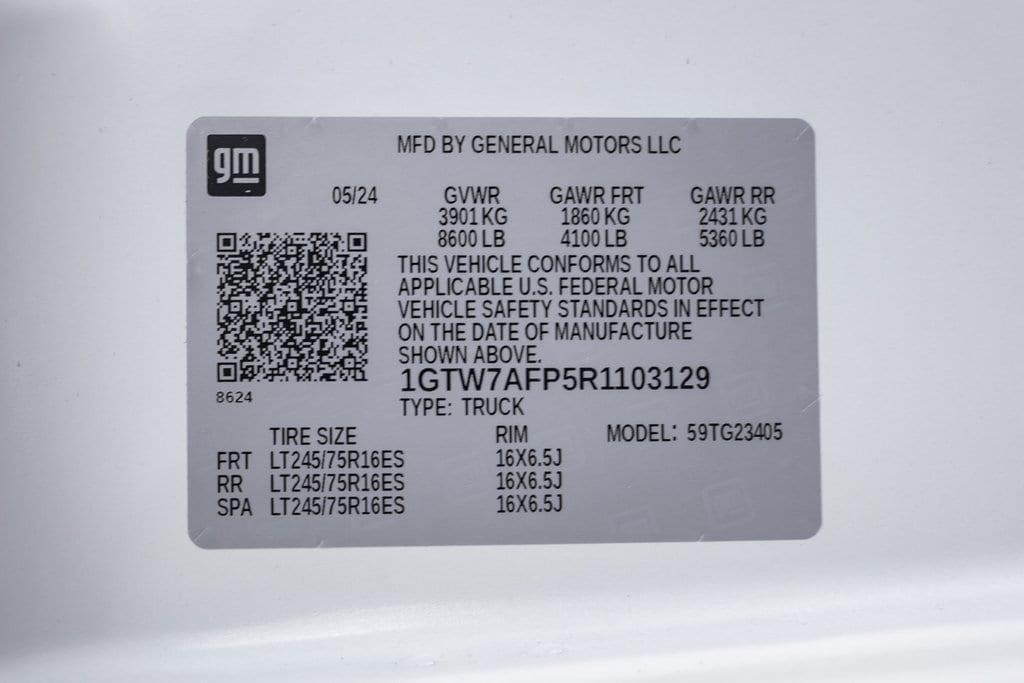 gm
MFD BY GENERAL MOTORS LLC
05/24 GVWR GAWR FRT GAWR RR
3901 KG 1860 KG 2431 KG
8600 LB 4100 LB 5360 LB
THIS VEHICLE CONFORMS TO ALL
APPLICABLE U.S. FEDERAL MOTOR
VEHICLE SAFETY STANDARDS IN EFFECT
ON THE DATE OF MANUFACTURE
SHOWN ABOVE.
1GTW7AFP5R1103129
8624
TYPE: TRUCK
TIRE SIZE RIM MODEL: 59TG23405
FRT LT245/75R16ES 16X6.5J
RR LT245/75R16ES 16X6.5J
SPA LT245/75R16ES 16X6.5J